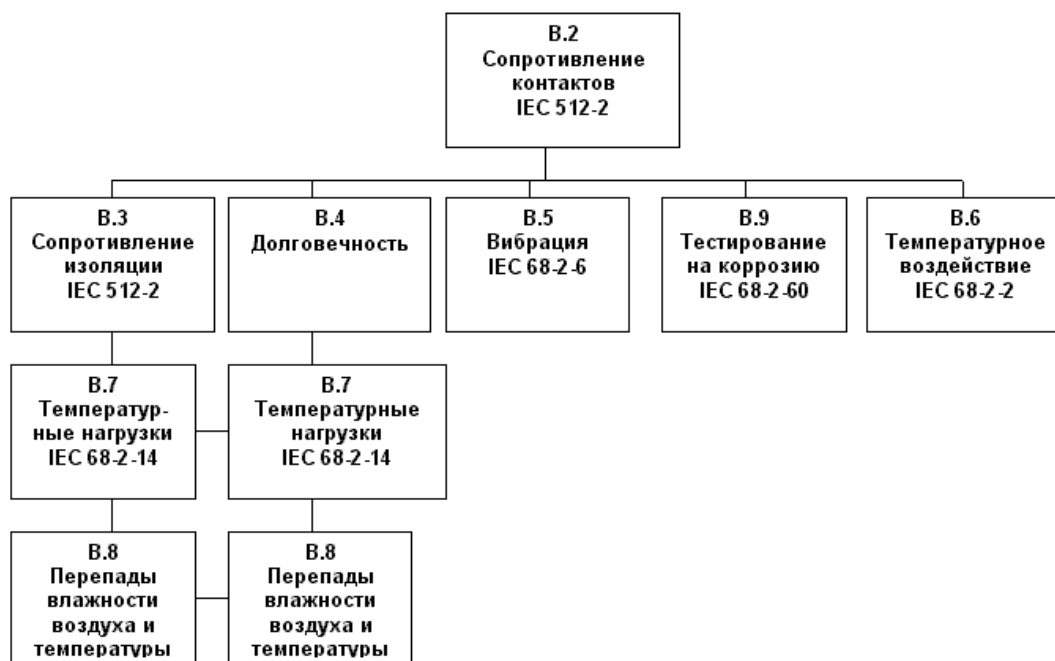 В.2
Сопротивление
контактов
IEC 512-2
В.3
Сопротивление
изоляции
IEC 512-2
В.4
Долговечность
В.5
Вибрация
IEC 68-2-6
В.9
Тестирование
на коррозию
IEC 68-2-60
В.6
Температурное
воздействие
IEC 68-2-2
В.7
Температур-
ные нагрузки
IEC 68-2-14
В.7
Температурные
нагрузки
IEC 68-2-14
В.8
Перепады
влажности
воздуха и
температуры
В.8
Перепады
влажности
воздуха и
температуры